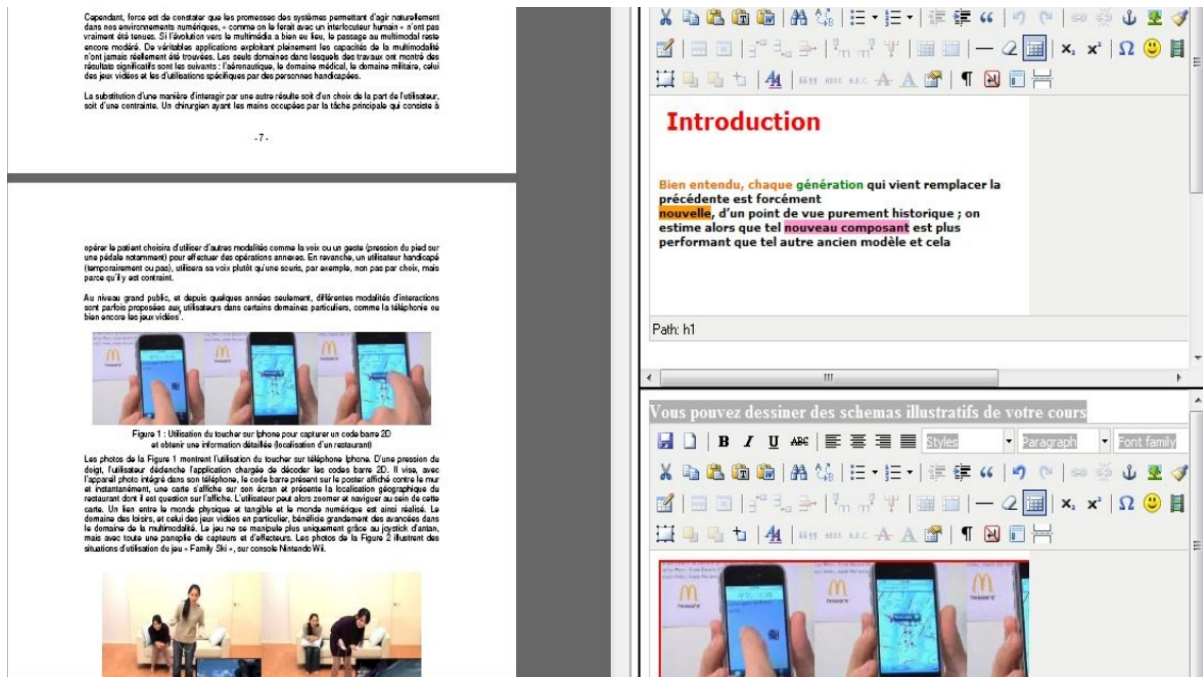 Cependant, force est de constater que les promesses des systèmes permettant d'agir naturellement
dans nos environnements numériques, « comme on le ferait avec un interlocuteur humain » n'ont pas
vraiment été tenues. Si l'évolution vers le multimédia a bien eu lieu, le passage au multimodal reste
encore modéré. De véritables applications exploitant pleinement les capacités de la multimodalité
n'ont jamais réellement été trouvées. Les seuls domaines dans lesquels des travaux ont montré des
résultats significatifs sont les suivants : l'aéronautique, le domaine médical, le domaine militaire, celui
des jeux vidéos et les d'utilisations spécifiques par des personnes handicapées.
La substitution d'une manière d'interagir par une autre résulte soit d'un choix de la part de l'utilisateur,
soit d'une contrainte. Un chirurgien ayant les mains occupées par la tâche principale qui consiste à
- 7 -
opérer le patient choisira d'utiliser d'autres modalités comme la voix ou un geste (pression du pied sur
une pédale notamment) pour effectuer des opérations annexes. En revanche, un utilisateur handicapé
(temporairement ou pas), utilisera sa voix plutôt qu'une souris, par exemple, non pas par choix, mais
parce qu'il y est contraint.
Au niveau grand public, et depuis quelques années seulement, différentes modalités d'interactions
sont parfois proposées aux utilisateurs dans certains domaines particuliers, comme la téléphonie ou
bien encore les jeux vidéos.
Figure 1 : Utilisation du toucher sur Iphone pour capturer un code barre 2D
et obtenir une information détaillée (localisation d'un restaurant)
Les photos de la Figure 1 montrent l'utilisation du toucher sur téléphone Iphone. D'une pression du
doigt, l'utilisateur déclenche l'application chargée de décoder les codes barre 2D. Il vise, avec
l'appareil photo intégré dans son téléphone, le code barre présent sur le poster affiché contre le mur
et instantanément, une carte s'affiche sur son écran et présente la localisation géographique du
restaurant dont il est question sur l'affiche. L'utilisateur peut alors zoomer et naviguer au sein de cette
carte. Un lien entre le monde physique et tangible et le monde numérique est ainsi réalisé. Le
domaine des loisirs, et celui des jeux vidéos en particulier, bénéficie grandement des avancées dans
le domaine de la multimodalité. Le jeu ne se manipule plus uniquement grâce au joystick d'antan,
mais avec toute une panoplie de capteurs et d'effecteurs. Les photos de la Figure 2 illustrent des
situations d'utilisation du jeu « Family Ski », sur console Nintendo Wii.
Introduction
Bien entendu, chaque génération qui vient remplacer la
précédente est forcément
nouvelle, d'un point de vue purement historique ; on
estime alors que tel nouveau composant est plus
performant que tel autre ancien modèle et cela
Path: h1
Vous pouvez dessiner des schemas illustratifs de votre cours
B I U ABC Styles Paragraph Font family